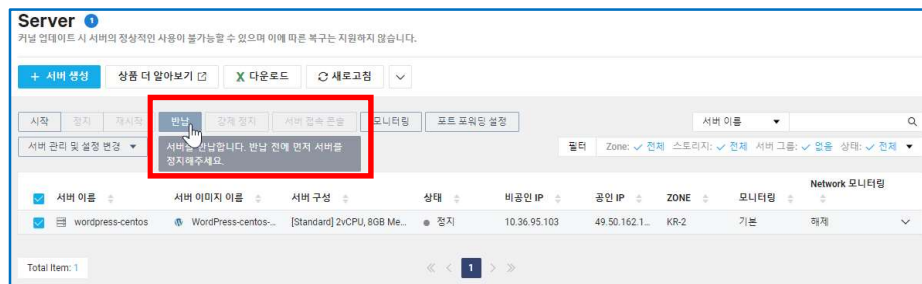 Server 1
커널 업데이트 시 서버의 정상적인 사용이 불가능할 수 있으며 이에 따른 복구는 지원하지 않습니다.
+ 서버 생성 상품 더 알아보기 다운로드 새로고침
시작 정지 재시작 반납 강제 정지 서버 접속 콘솔 모니터링 포트 포워딩 설정 서버 이름
서버 관리 및 설정 변경 서버를 반납합니다. 반납 전에 먼저 서버를 필터 Zone: 전체 스토리지: 전체 서버 그룹: 없음 상태: 전체
정지해주세요.
서버 이름 서버 이미지 이름 서버 구성 상태 비공인 IP 공인 IP ZONE 모니터링 Network 모니터링
wordpress-centos WordPress-centos-... [Standard] 2vCPU, 8GB Me... 정지 10.36.95.103 49.50.162.1... KR-2 기본 해제
Total Item: 1 « < 1 > »